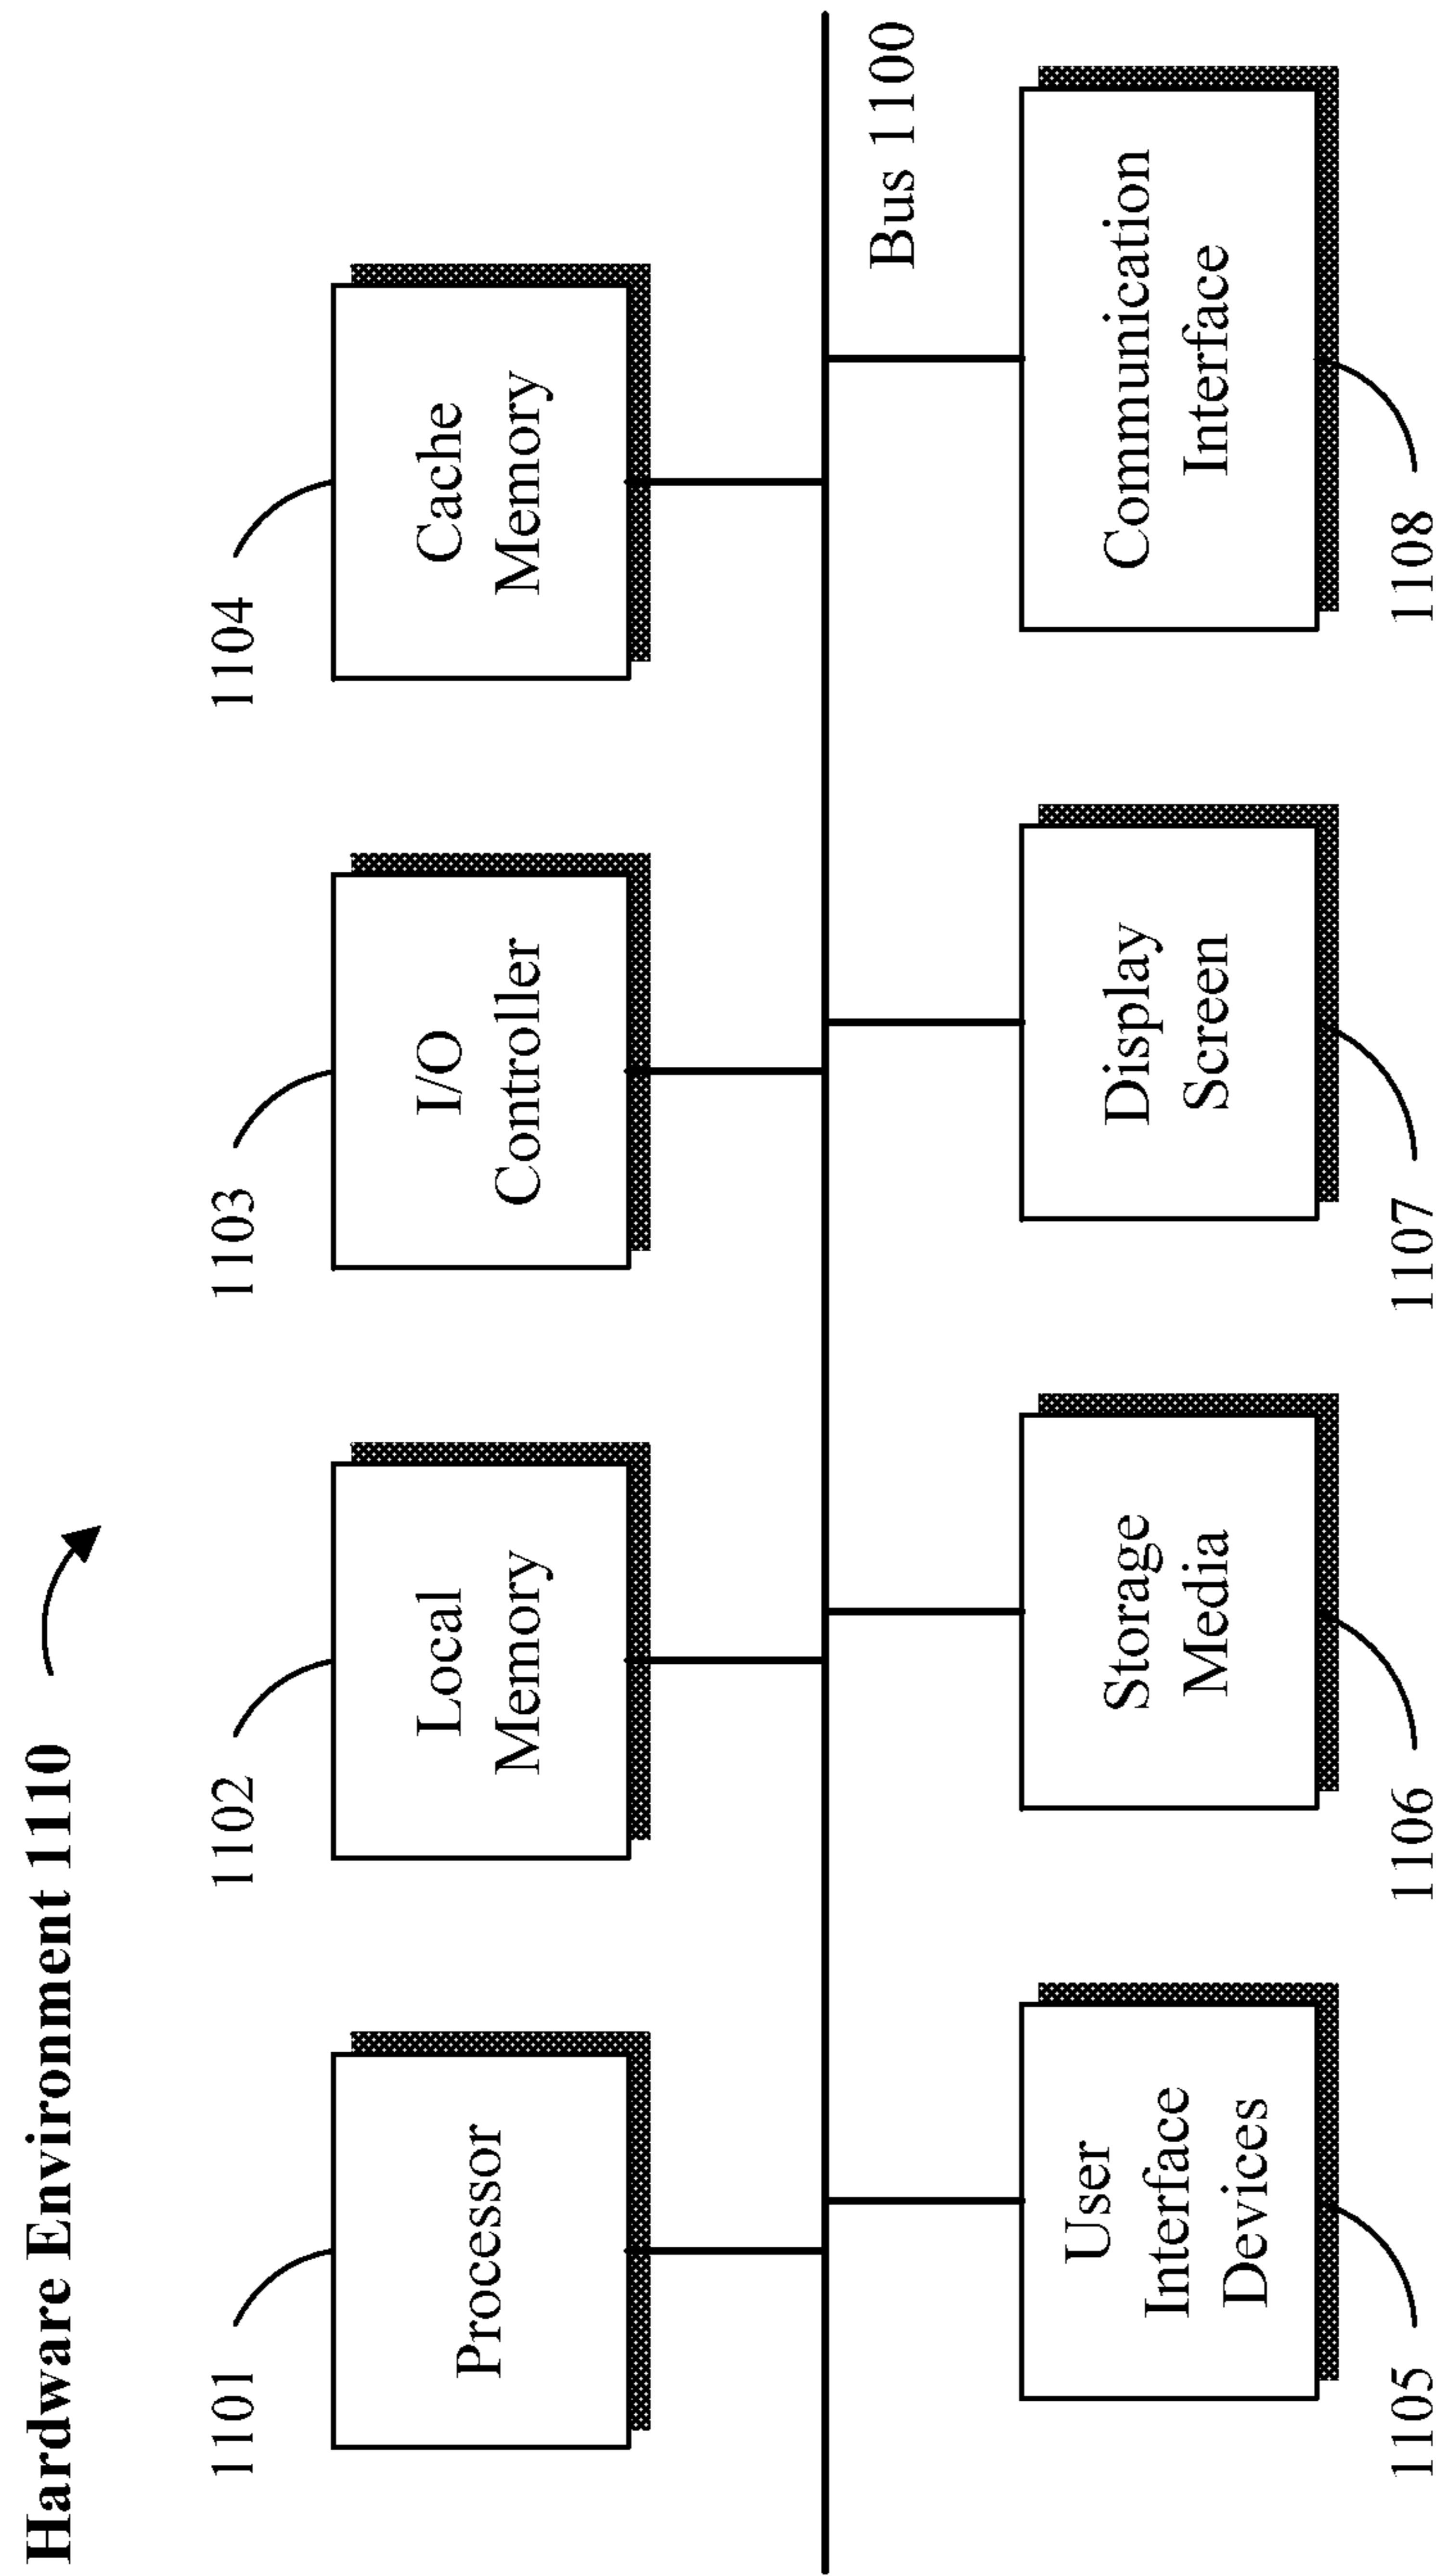 Hardware Environment 1110
1101
1102
1103
1104
Processor
Local
Memory
I/O
Controller
Cache
Memory
Bus 1100
User
Interface
Devices
Storage
Media
Display
Screen
Communication
Interface
1105
1106
1107
1108